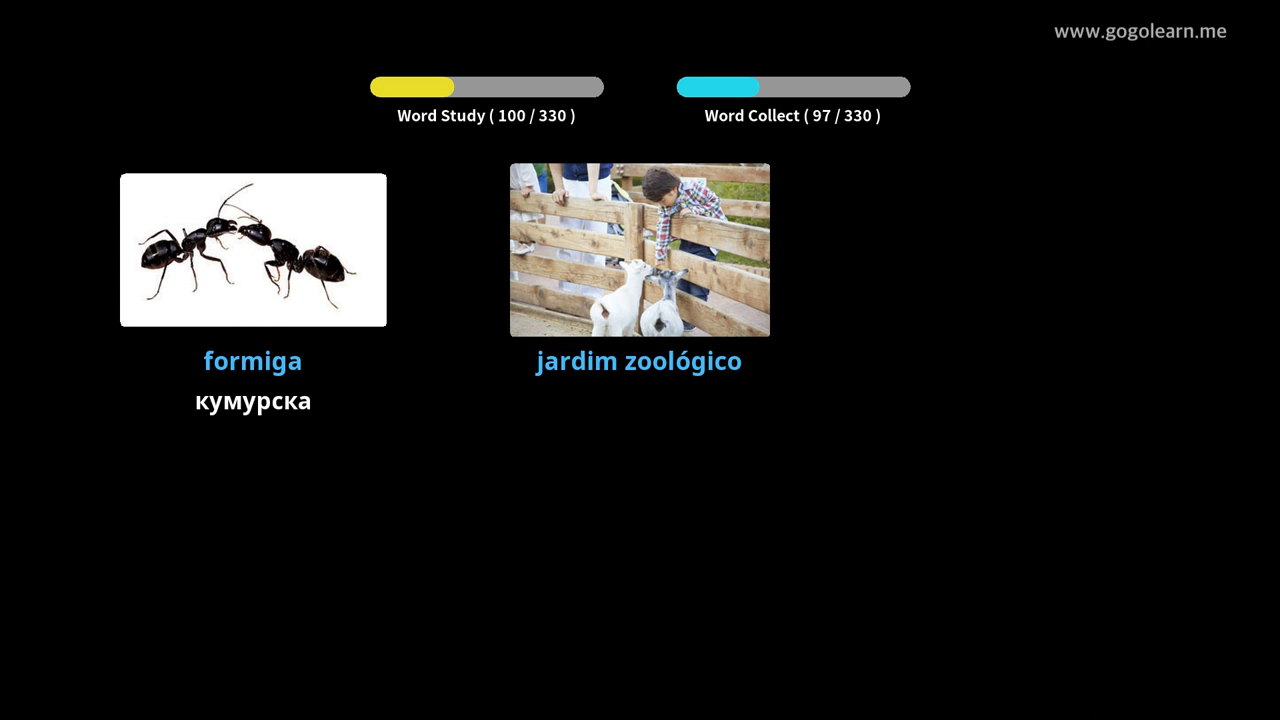 www.gogolearn.me
Word Study ( 100 / 330 )
Word Collect ( 97 / 330 )
formiga
кумурска
jardim zoológico